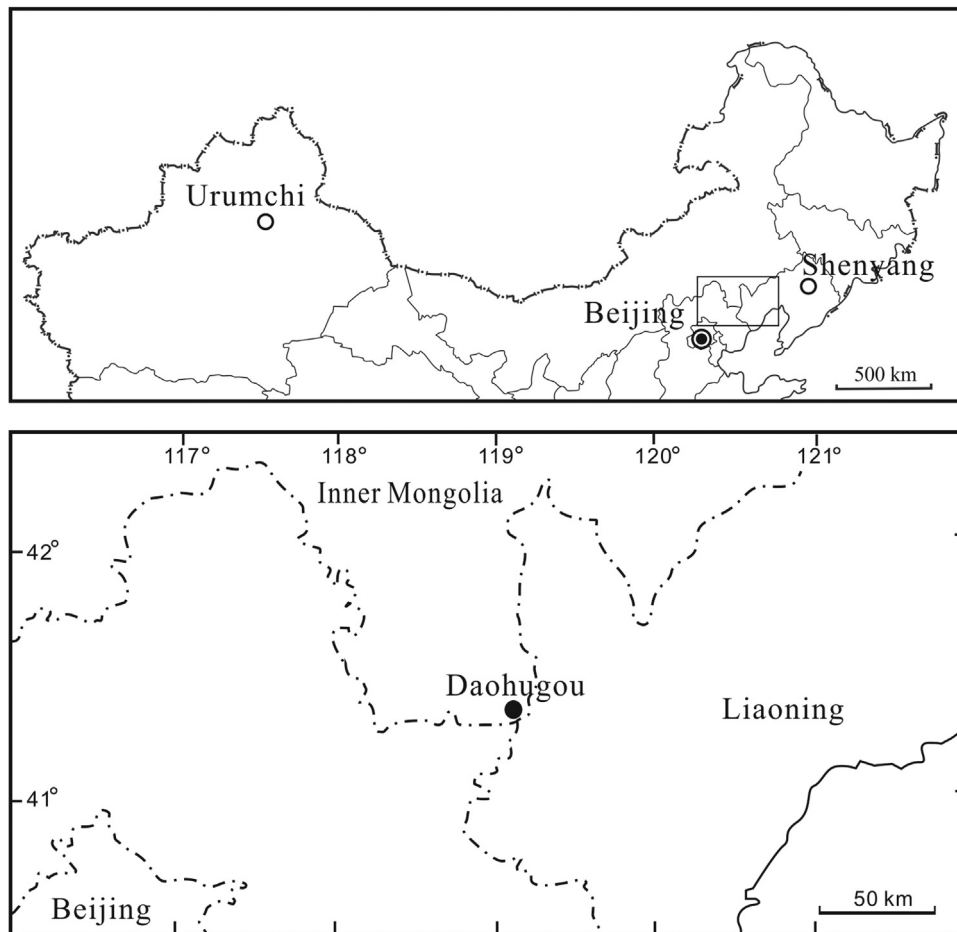 Urumchi
Shenyang
Beijing
500 km
117°
118°
119°
120°
121°
Inner Mongolia
42°
Daohugou
Liaoning
41°
Beijing
50 km